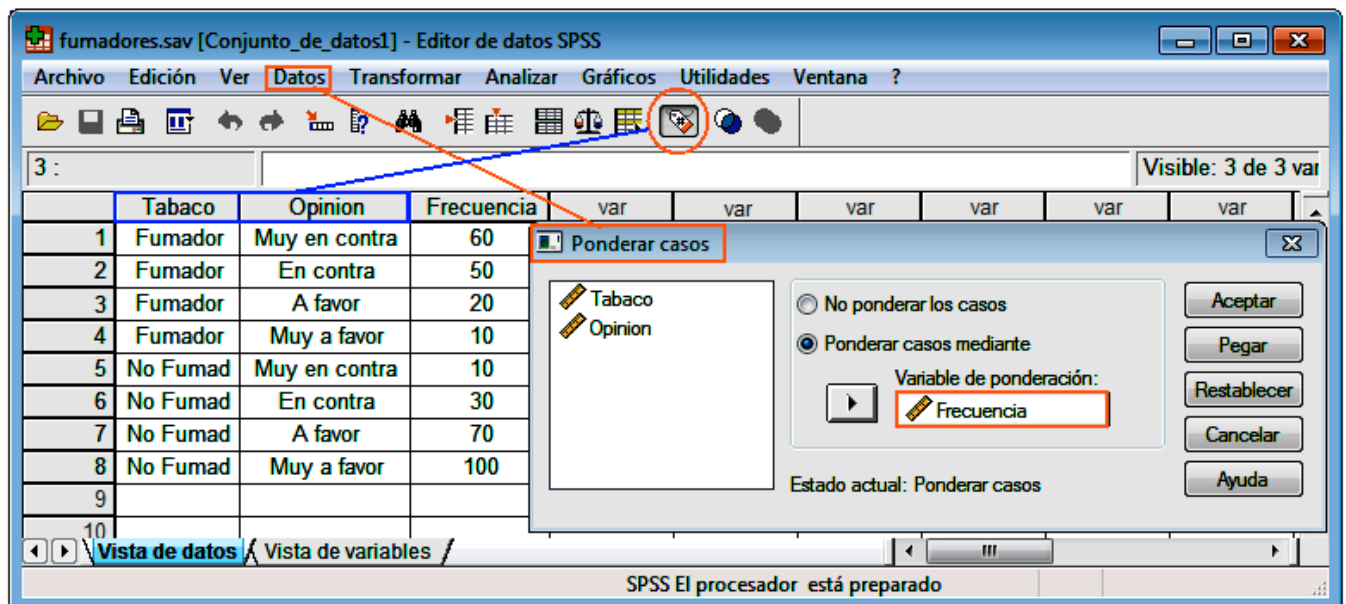 fumadores.sav [Conjunto_de_datos1] - Editor de datos SPSS
Archivo Edición Ver Datos Transformar Analizar Gráficos Utilidades Ventana ?
3 : Visible: 3 de 3 var
Tabaco Opinion Frecuencia var var var var var var
1 Fumador Muy en contra 60
2 Fumador En contra 50
3 Fumador A favor 20
4 Fumador Muy a favor 10
5 No Fumad Muy en contra 10
6 No Fumad En contra 30
7 No Fumad A favor 70
8 No Fumad Muy a favor 100
9
10
Ponderar casos
Tabaco
Opinion
No ponderar los casos
Ponderar casos mediante
Variable de ponderación:
Frecuencia
Estado actual: Ponderar casos
Aceptar
Pegar
Restablecer
Cancelar
Ayuda
Vista de datos Vista de variables
SPSS El procesador está preparado